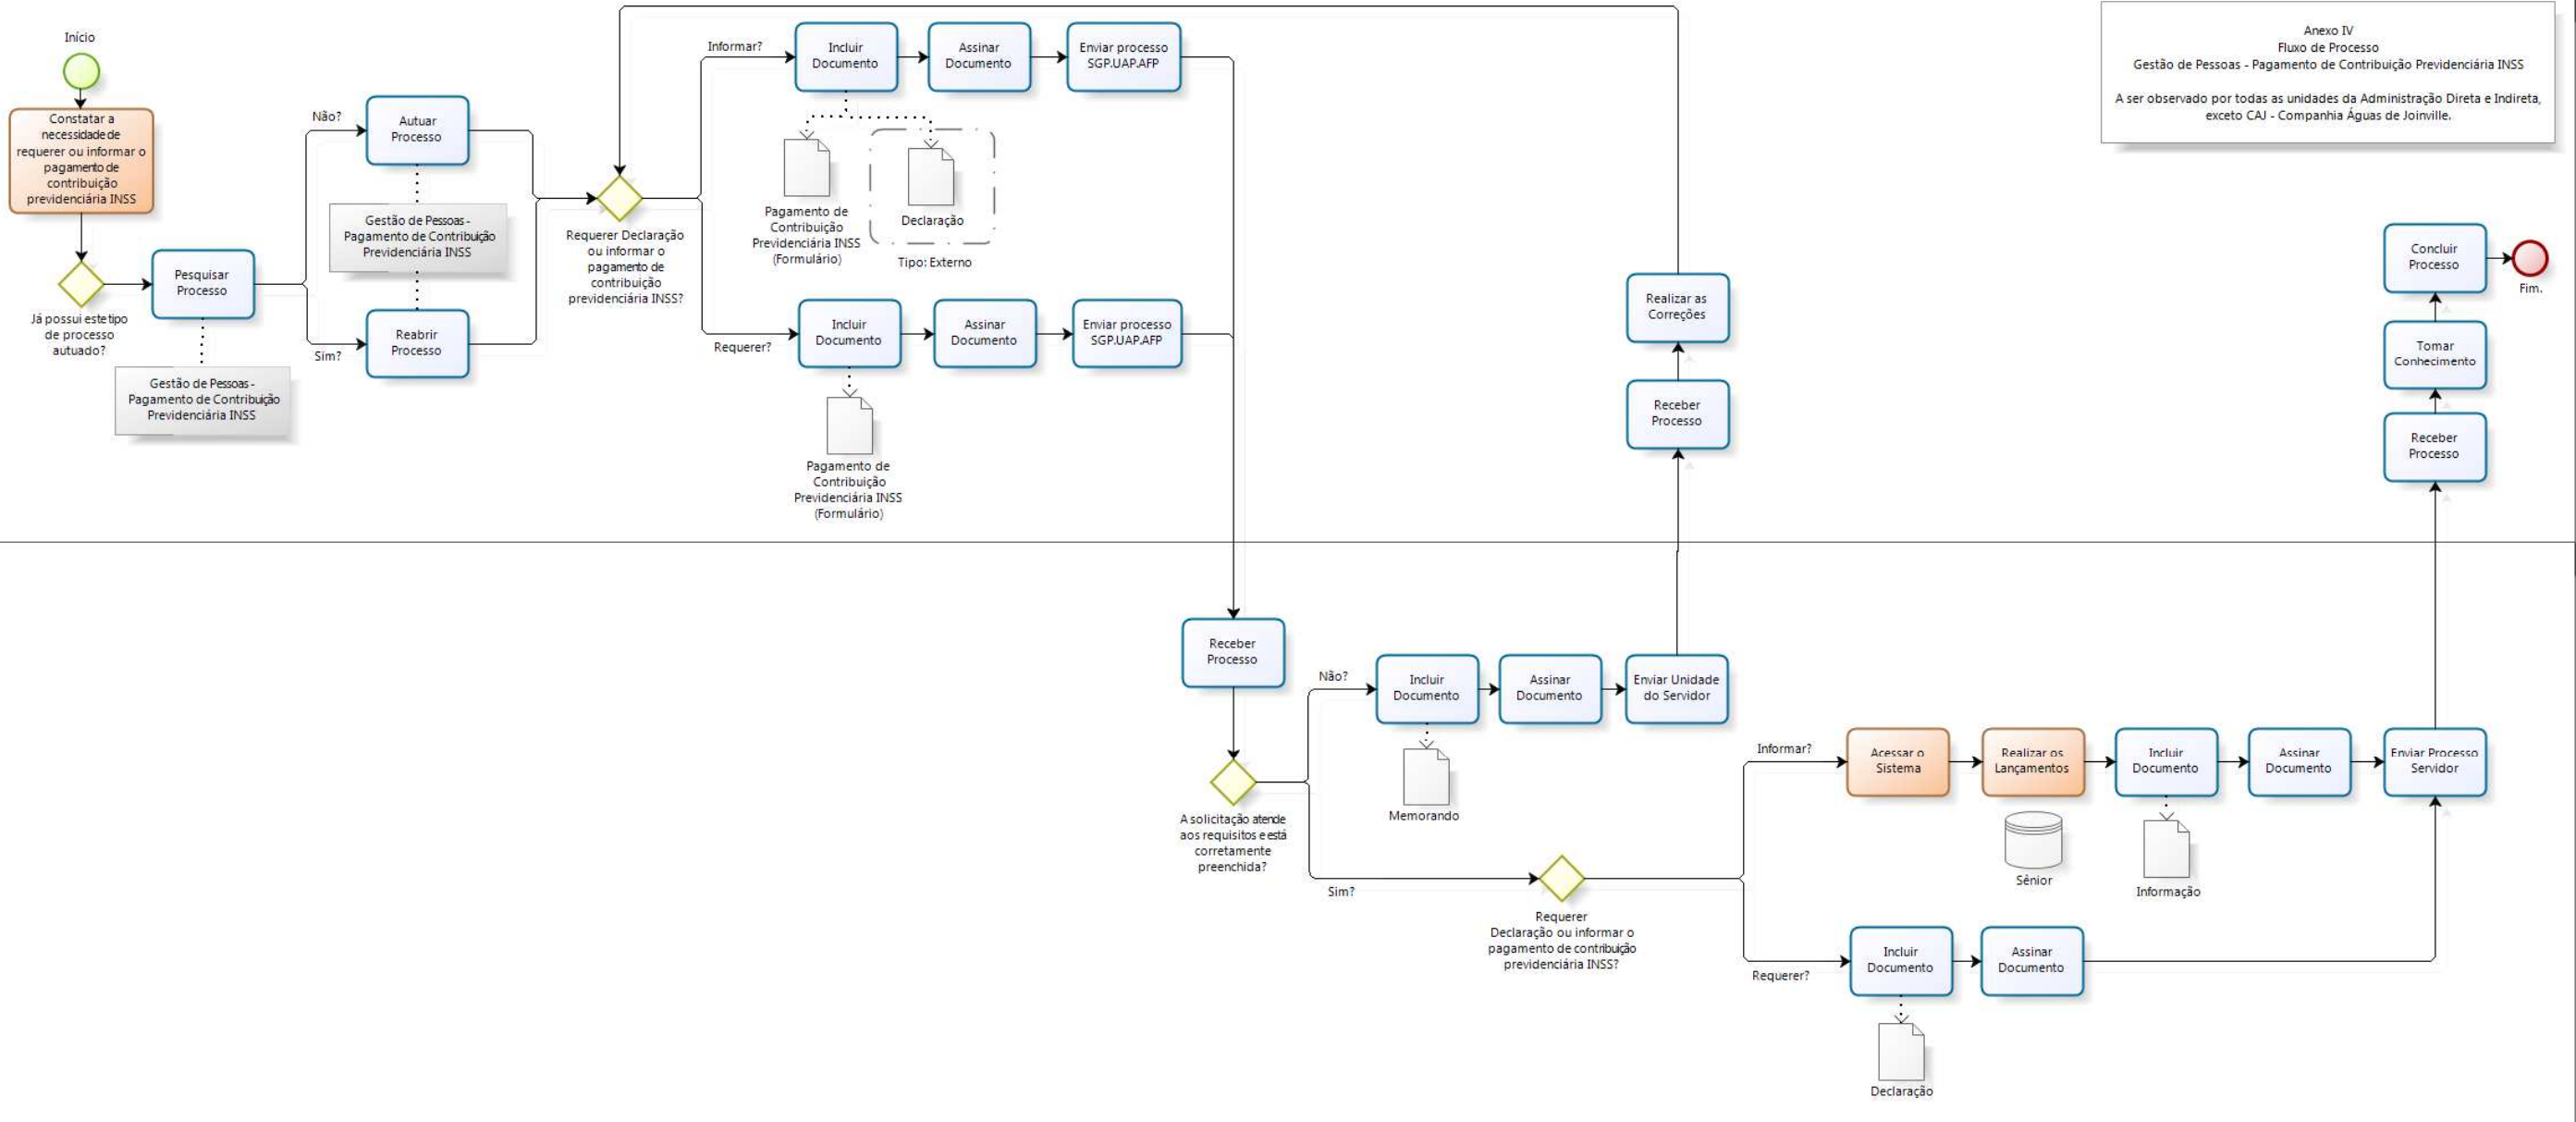 Início
Constatar a
necessidade de
requerer ou informar o
pagamento de
contribuição
previdenciária INSS
Já possui este tipo
de processo
autuado?
Pesquisar
Processo
Gestão de Pessoas -
Pagamento de Contribuição
Previdenciária INSS
Não?
Autuar
Processo
Gestão de Pessoas -
Pagamento de Contribuição
Previdenciária INSS
Sim?
Reabrir
Processo
Requerer Declaração
ou informar o
pagamento de
contribuição
previdenciária INSS?
Informar?
Incluir
Documento
Assinar
Documento
Enviar processo
SGP.UAP.AFP
Pagamento de
Contribuição
Previdenciária INSS
(Formulário)
Declaração
Tipo: Externo
Requerer?
Incluir
Documento
Assinar
Documento
Enviar processo
SGP.UAP.AFP
Pagamento de
Contribuição
Previdenciária INSS
(Formulário)
Realizar as
Correções
Receber
Processo
Anexo IV
Fluxo de Processo
Gestão de Pessoas - Pagamento de Contribuição Previdenciária INSS
A ser observado por todas as unidades da Administração Direta e Indireta,
exceto CAJ - Companhia Águas de Joinville.
Concluir
Processo
Fim.
Tomar
Conhecimento
Receber
Processo
Receber
Processo
A solicitação atende
aos requisitos e está
corretamente
preenchida?
Não?
Incluir
Documento
Assinar
Documento
Enviar Unidade
do Servidor
Memorando
Sim?
Requerer
Declaração ou informar o
pagamento de contribuição
previdenciária INSS?
Informar?
Acessar o
Sistema
Realizar os
Lançamentos
Incluir
Documento
Assinar
Documento
Enviar Processo
Servidor
Sênior
Informação
Requerer?
Incluir
Documento
Assinar
Documento
Declaração